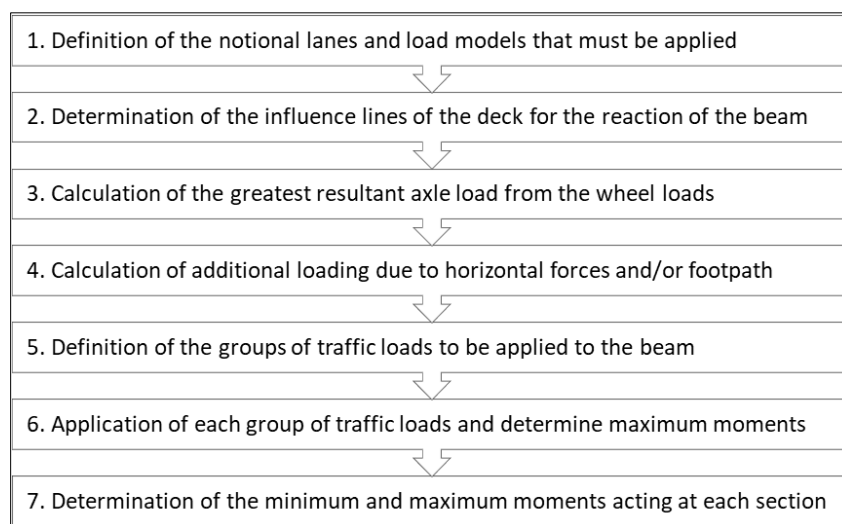 1. Definition of the notional lanes and load models that must be applied
2. Determination of the influence lines of the deck for the reaction of the beam
3. Calculation of the greatest resultant axle load from the wheel loads
4. Calculation of additional loading due to horizontal forces and/or footpath
5. Definition of the groups of traffic loads to be applied to the beam
6. Application of each group of traffic loads and determine maximum moments
7. Determination of the minimum and maximum moments acting at each section